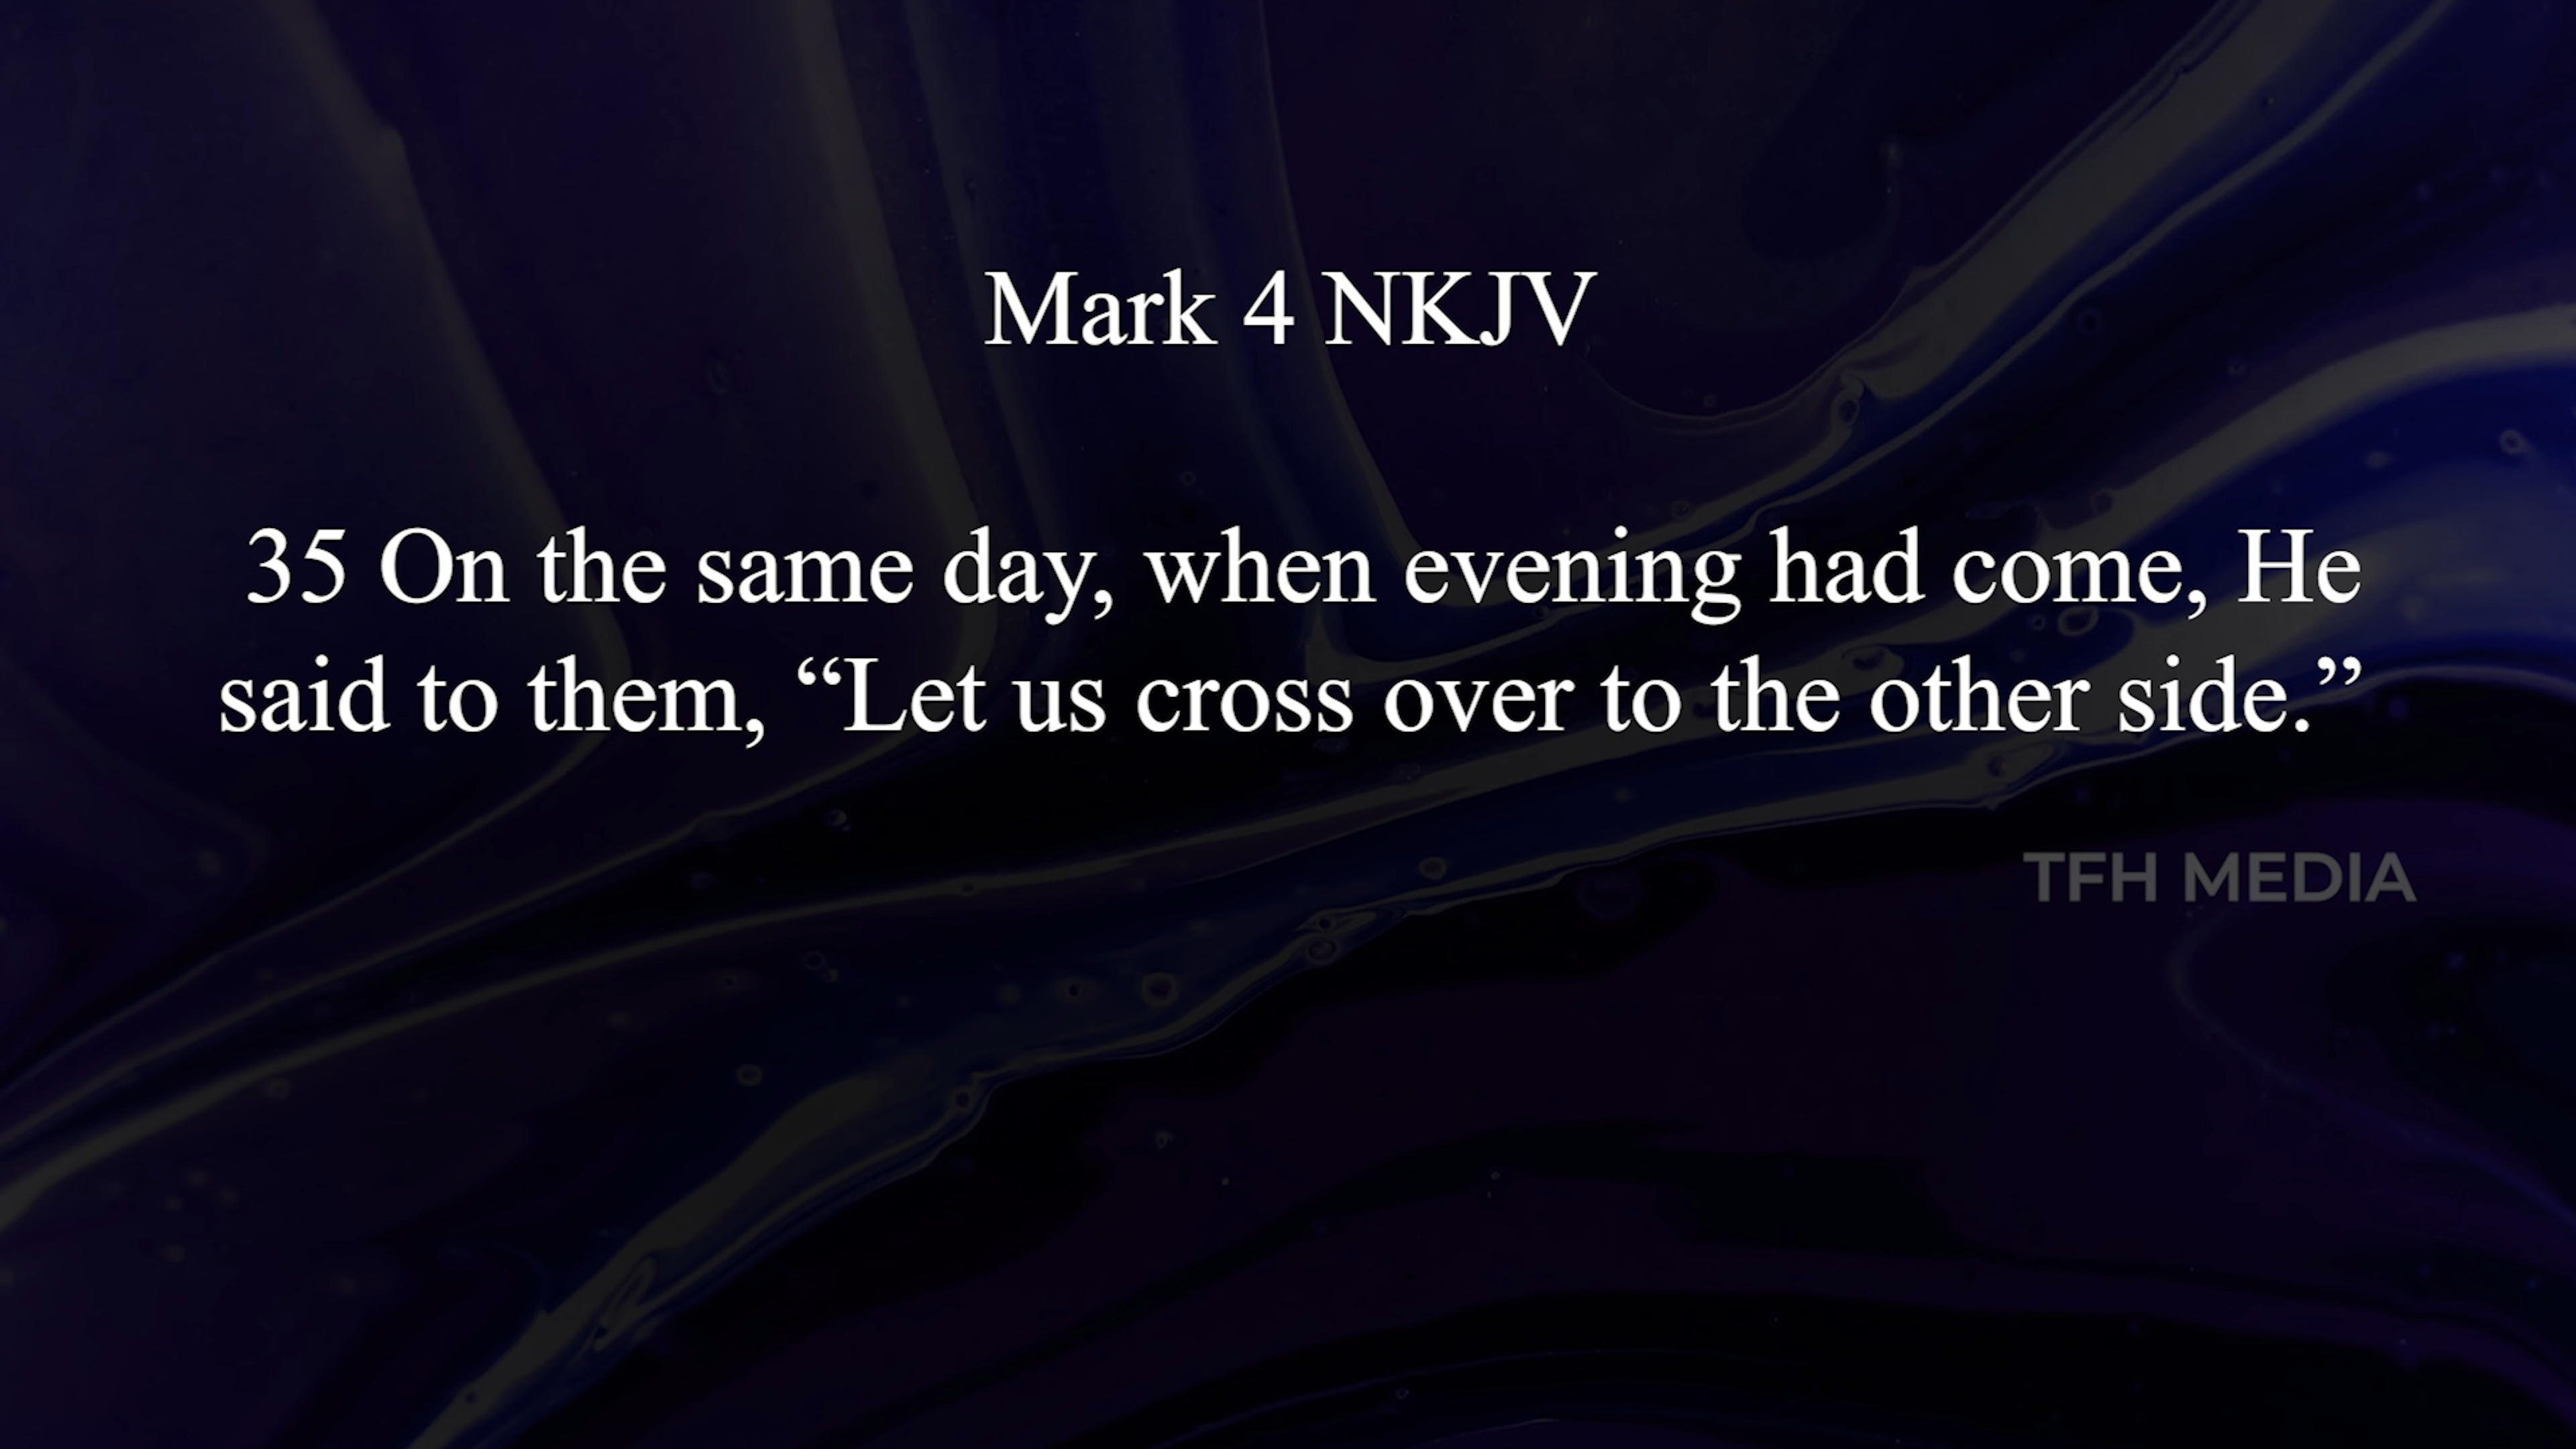 Mark 4 NKJV
35 On the same day, when evening had come, He
said to them, “Let us cross over to the other side.”
TFH MEDIA